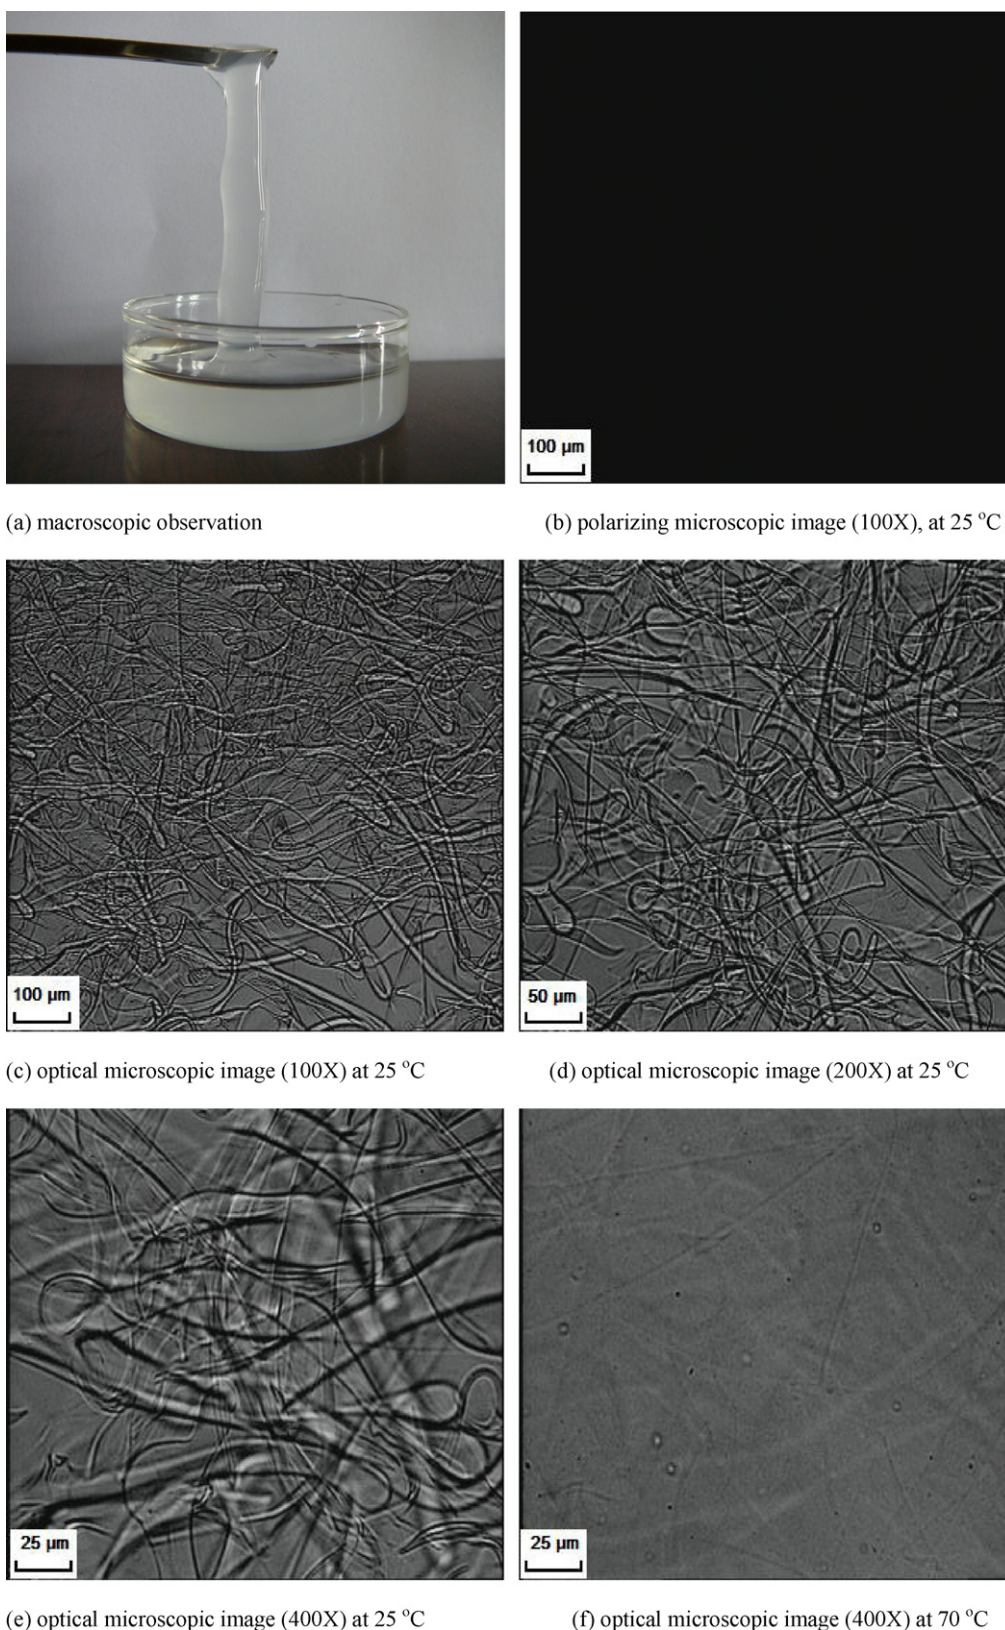 100 µm
(a) macroscopic observation
(b) polarizing microscopic image (100X), at 25 °C
100 µm
50 µm
(c) optical microscopic image (100X) at 25 °C
(d) optical microscopic image (200X) at 25 °C
25 µm
25 µm
(e) optical microscopic image (400X) at 25 °C
(f) optical microscopic image (400X) at 70 °C